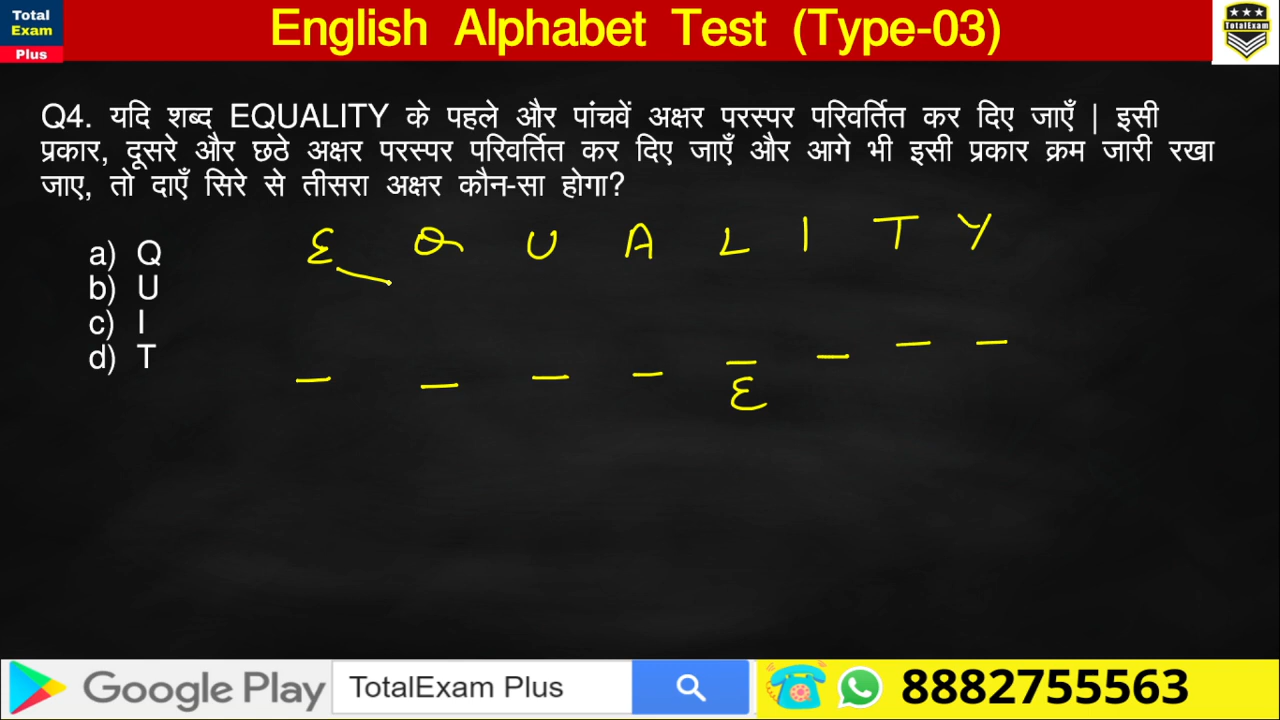 Total
Exam
Plus
English Alphabet Test (Type-03)
TotalExam
Q4. यदि शब्द EQUALITY के पहले और पांचवें अक्षर परस्पर परिवर्तित कर दिए जाएँ | इसी
प्रकार, दूसरे और छठे अक्षर परस्पर परिवर्तित कर दिए जाएँ और आगे भी इसी प्रकार क्रम जारी रखा
जाए, तो दाएँ सिरे से तीसरा अक्षर कौन-सा होगा?
a) Q
b) U
c) I
d) T
E Q U A L I T Y
E
Google Play
TotalExam Plus
8882755563